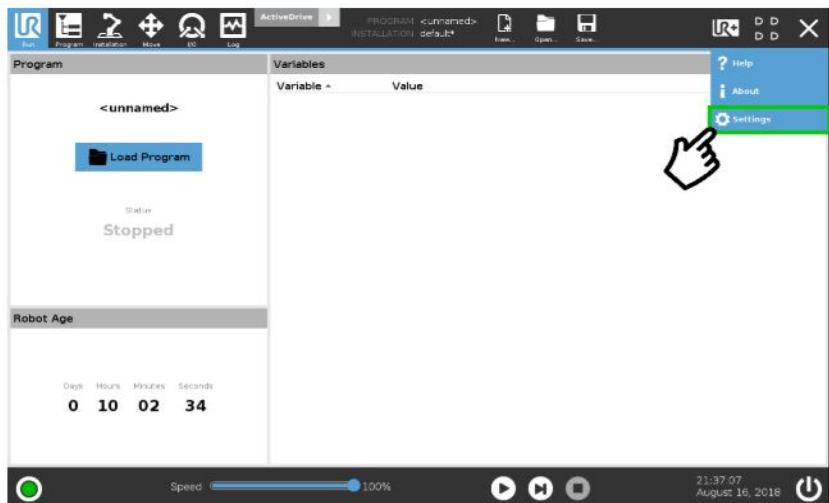 UR
Run
Program
Installation
Move
I/O
Log
ActiveDrive
PROGRAM <unnamed>
INSTALLATION default*
New...
Open...
Save...
UR+
D D
D D
Program
<unnamed>
Load Program
Status
Stopped
Robot Age
Days Hours Minutes Seconds
0 10 02 34
Variables
Variable Value
? Help
i About
Settings
Speed 100%
21:37:07
August 16, 2018